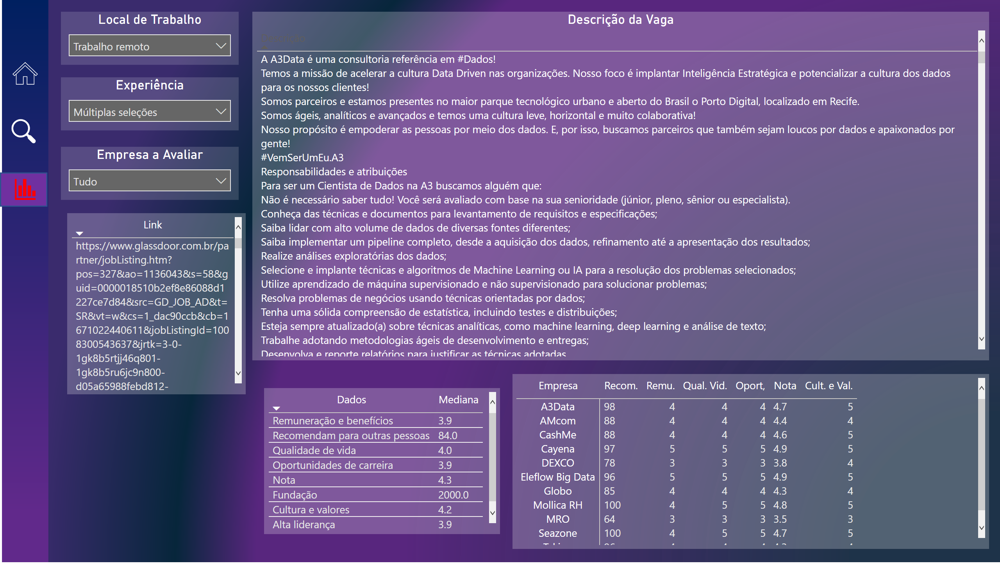 Local de Trabalho
Trabalho remoto
Experiência
Múltiplas seleções
Empresa a Avaliar
Tudo
Link
https://www.glassdoor.com.br/pa
rtner/jobListing.htm?
pos=327&ao=1136043&s=58&g
uid=0000018510b2ef8e86088d1
227ce7d84&src=GD_JOB_AD&t=
SR&vt=w&cs=1_dac90ccb&cb=1
671022440611&jobListingId=100
8300543637&jrtk=3-0-
1gk8b5rtjj46q801-
1gk8b5ru6jc9n800-
d05a65988febd812-
Descrição da Vaga
Descrição
A A3Data é uma consultoria referência em #Dados!
Temos a missão de acelerar a cultura Data Driven nas organizações. Nosso foco é implantar Inteligência Estratégica e potencializar a cultura dos dados
para os nossos clientes!
Somos parceiros e estamos presentes no maior parque tecnológico urbano e aberto do Brasil o Porto Digital, localizado em Recife.
Somos ágeis, analíticos e avançados e temos uma cultura leve, horizontal e muito colaborativa!
Nosso propósito é empoderar as pessoas por meio dos dados. E, por isso, buscamos parceiros que também sejam loucos por dados e apaixonados por
gente!
#VemSerUmEu.A3
Responsabilidades e atribuições
Para ser um Cientista de Dados na A3 buscamos alguém que:
Não é necessário saber tudo! Você será avaliado com base na sua senioridade (júnior, pleno, sênior ou especialista).
Conheça das técnicas e documentos para levantamento de requisitos e especificações;
Saiba lidar com alto volume de dados de diversas fontes diferentes;
Saiba implementar um pipeline completo, desde a aquisição dos dados, refinamento até a apresentação dos resultados;
Realize análises exploratórias dos dados;
Selecione e implante técnicas e algoritmos de Machine Learning ou IA para a resolução dos problemas selecionados;
Utilize aprendizado de máquina supervisionado e não supervisionado para solucionar problemas;
Resolva problemas de negócios usando técnicas orientadas por dados;
Tenha uma sólida compreensão de estatística, incluindo testes e distribuições;
Esteja sempre atualizado(a) sobre técnicas analíticas, como machine learning, deep learning e análise de texto;
Trabalhe adotando metodologias ágeis de desenvolvimento e entregas;
Desenvolva e reporte relatórios para justificar as técnicas adotadas
Dados Mediana
Remuneração e benefícios 3.9
Recomendam para outras pessoas 84.0
Qualidade de vida 4.0
Oportunidades de carreira 3.9
Nota 4.3
Fundação 2000.0
Cultura e valores 4.2
Alta liderança 3.9
Empresa Recom. Remu. Qual. Vid. Oport, Nota Cult. e Val.
A3Data 98 4 4 4 4.7 5
AMcom 88 4 4 4 4.4 4
CashMe 88 4 4 4 4.6 5
Cayena 97 5 5 5 4.9 5
DEXCO 78 3 3 3 3.8 4
Eleflow Big Data 96 5 5 5 4.9 5
Globo 85 4 4 4 4.3 4
Mollica RH 100 4 5 5 4.8 5
MRO 64 3 3 3 3.5 3
Seazone 100 4 5 5 4.7 5